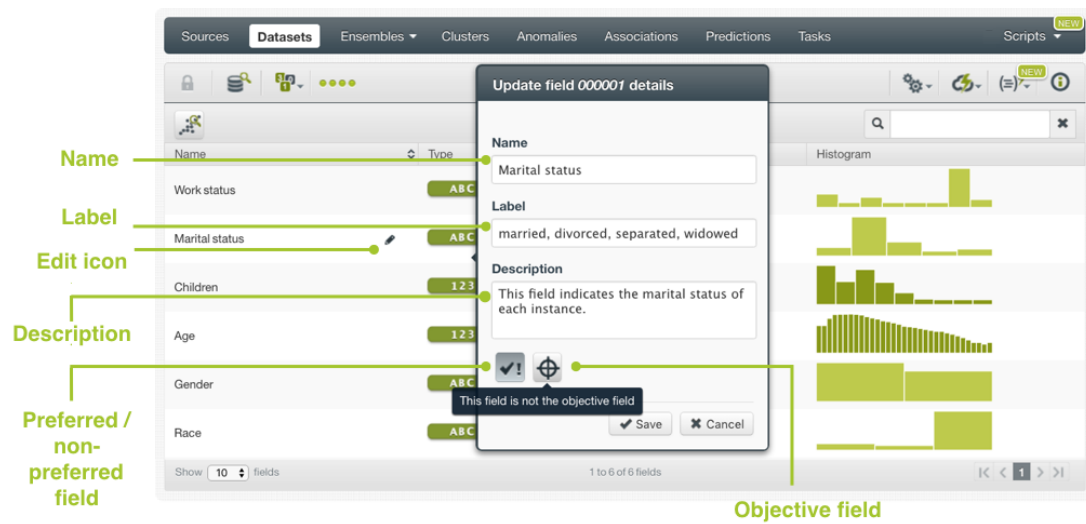 NEW
Sources Datasets Ensembles Clusters Anomalies Associations Predictions Tasks Scripts
NEW
Update field 000001 details
Name Type Histogram
Name
Name
Marital status
Work status ABC
Label
Label
married, divorced, separated, widowed
Marital status ABC
Edit icon
Description
Children 123
This field indicates the marital status of
each instance.
Description
Age 123
Gender ABC
This field is not the objective field
Preferred /
non-
preferred
field
Save Cancel
Race ABC
Show 10 fields 1 to 6 of 6 fields 1
Objective field